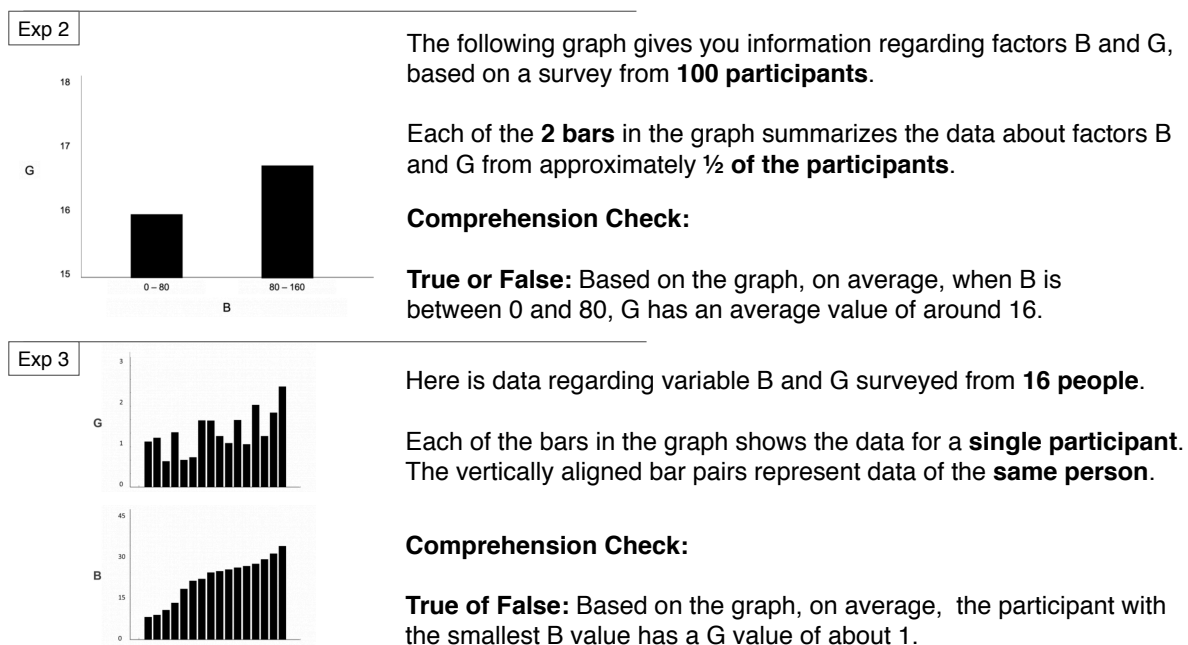 Exp 2
The following graph gives you information regarding factors B and G,
based on a survey from 100 participants.
Each of the 2 bars in the graph summarizes the data about factors B
and G from approximately ½ of the participants.
Comprehension Check:
True or False: Based on the graph, on average, when B is
between 0 and 80, G has an average value of around 16.
18
17
G
16
15
0 – 80
80 – 160
B
Exp 3
Here is data regarding variable B and G surveyed from 16 people.
Each of the bars in the graph shows the data for a single participant.
The vertically aligned bar pairs represent data of the same person.
Comprehension Check:
True of False: Based on the graph, on average, the participant with
the smallest B value has a G value of about 1.
3
2
G
1
0
45
30
B
15
0